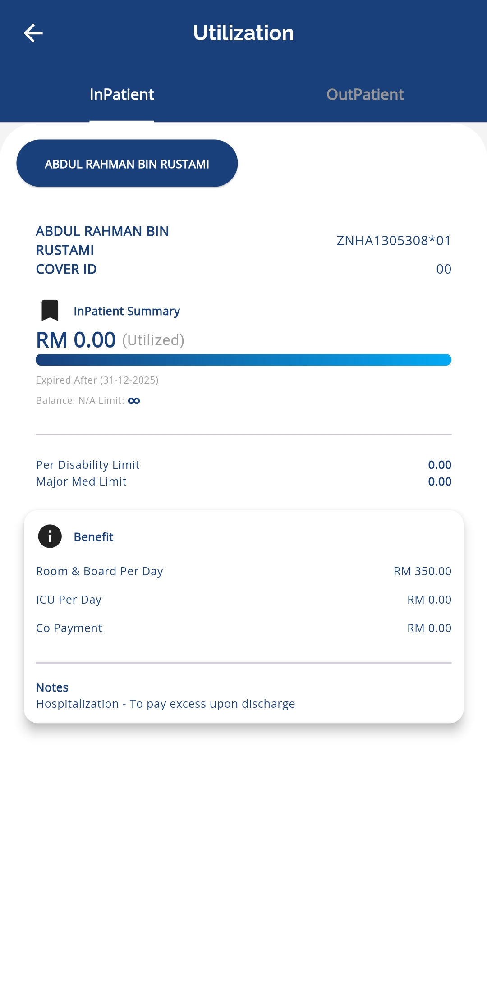 Utilization
InPatient OutPatient
ABDUL RAHMAN BIN RUSTAMI
ABDUL RAHMAN BIN
RUSTAMI
ZNHA1305308*01
COVER ID 00
InPatient Summary
RM 0.00 (Utilized)
Expired After (31-12-2025)
Balance: N/A Limit: ∞
Per Disability Limit 0.00
Major Med Limit 0.00
Benefit
Room & Board Per Day RM 350.00
ICU Per Day RM 0.00
Co Payment RM 0.00
Notes
Hospitalization - To pay excess upon discharge